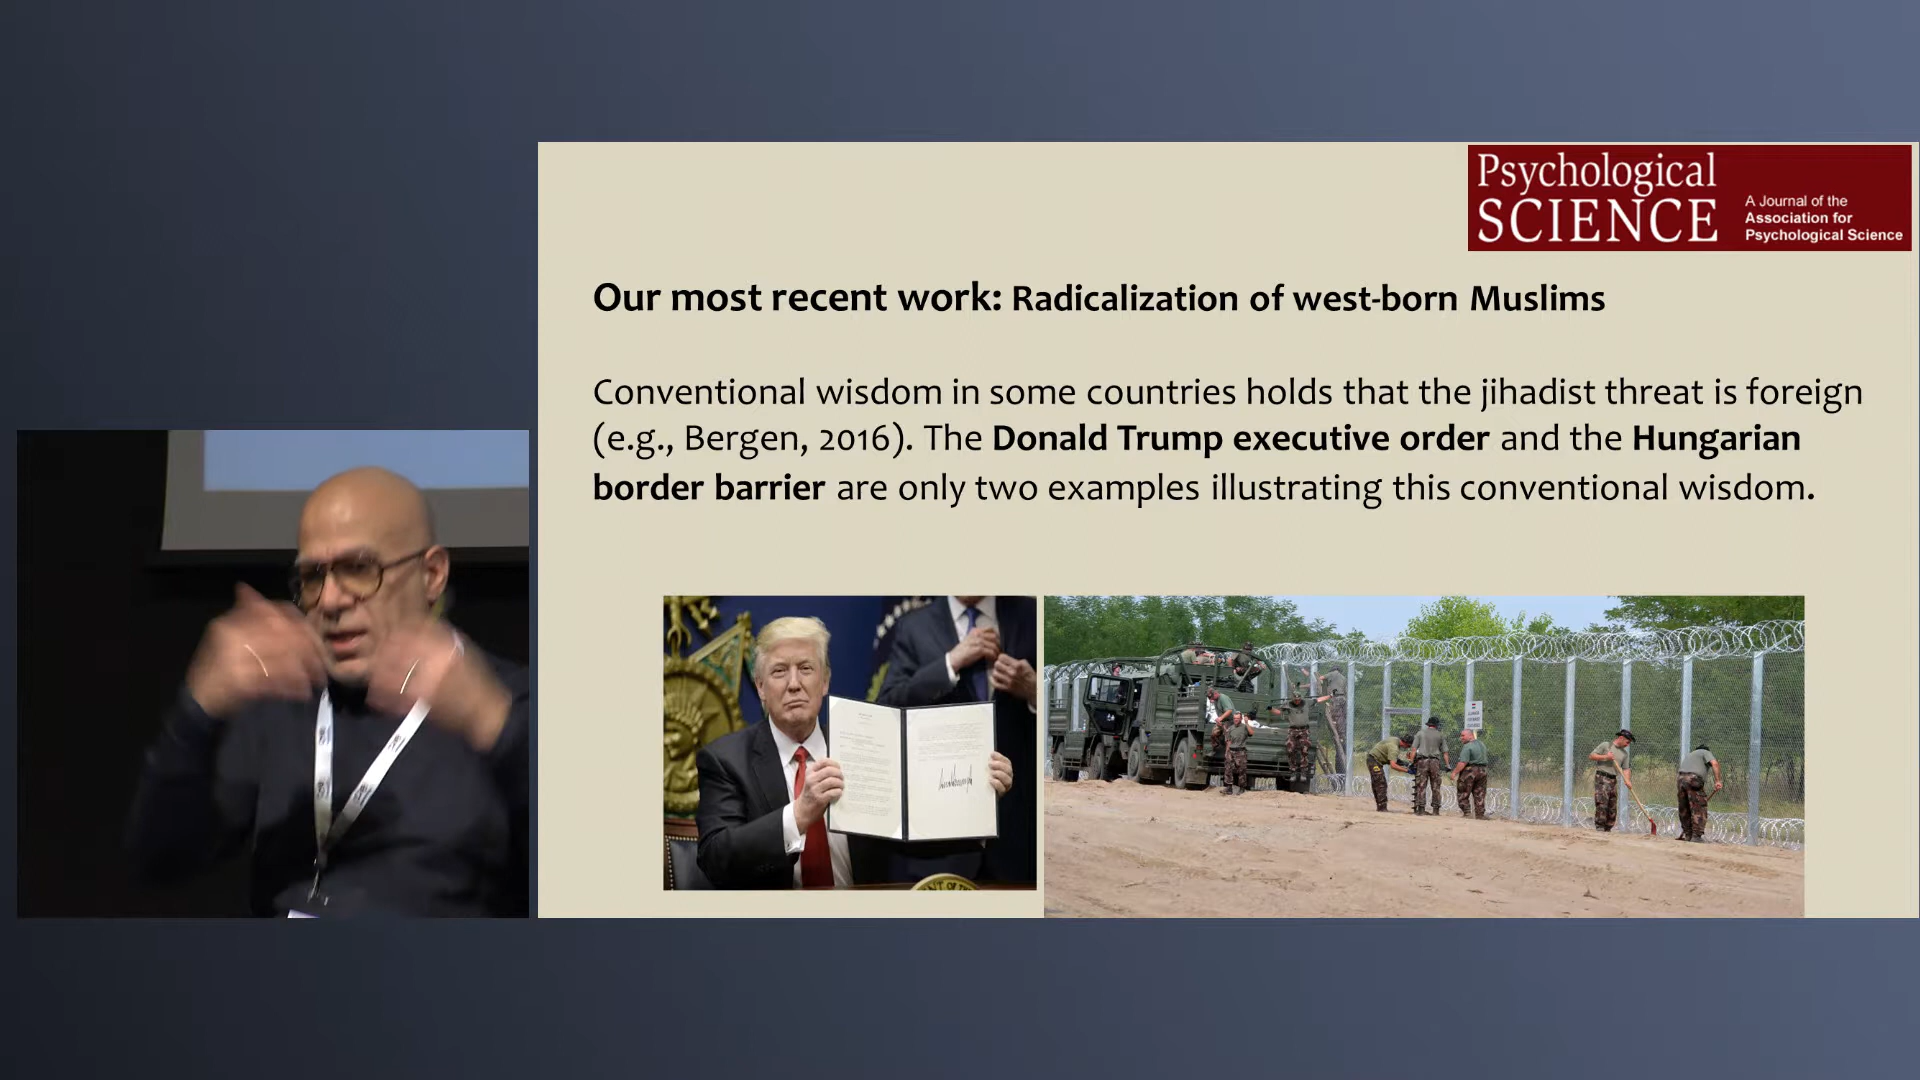 Psychological
SCIENCE
A Journal of the
Association for
Psychological Science
Our most recent work: Radicalization of west-born Muslims
Conventional wisdom in some countries holds that the jihadist threat is foreign
(e.g., Bergen, 2016). The Donald Trump executive order and the Hungarian
border barrier are only two examples illustrating this conventional wisdom.